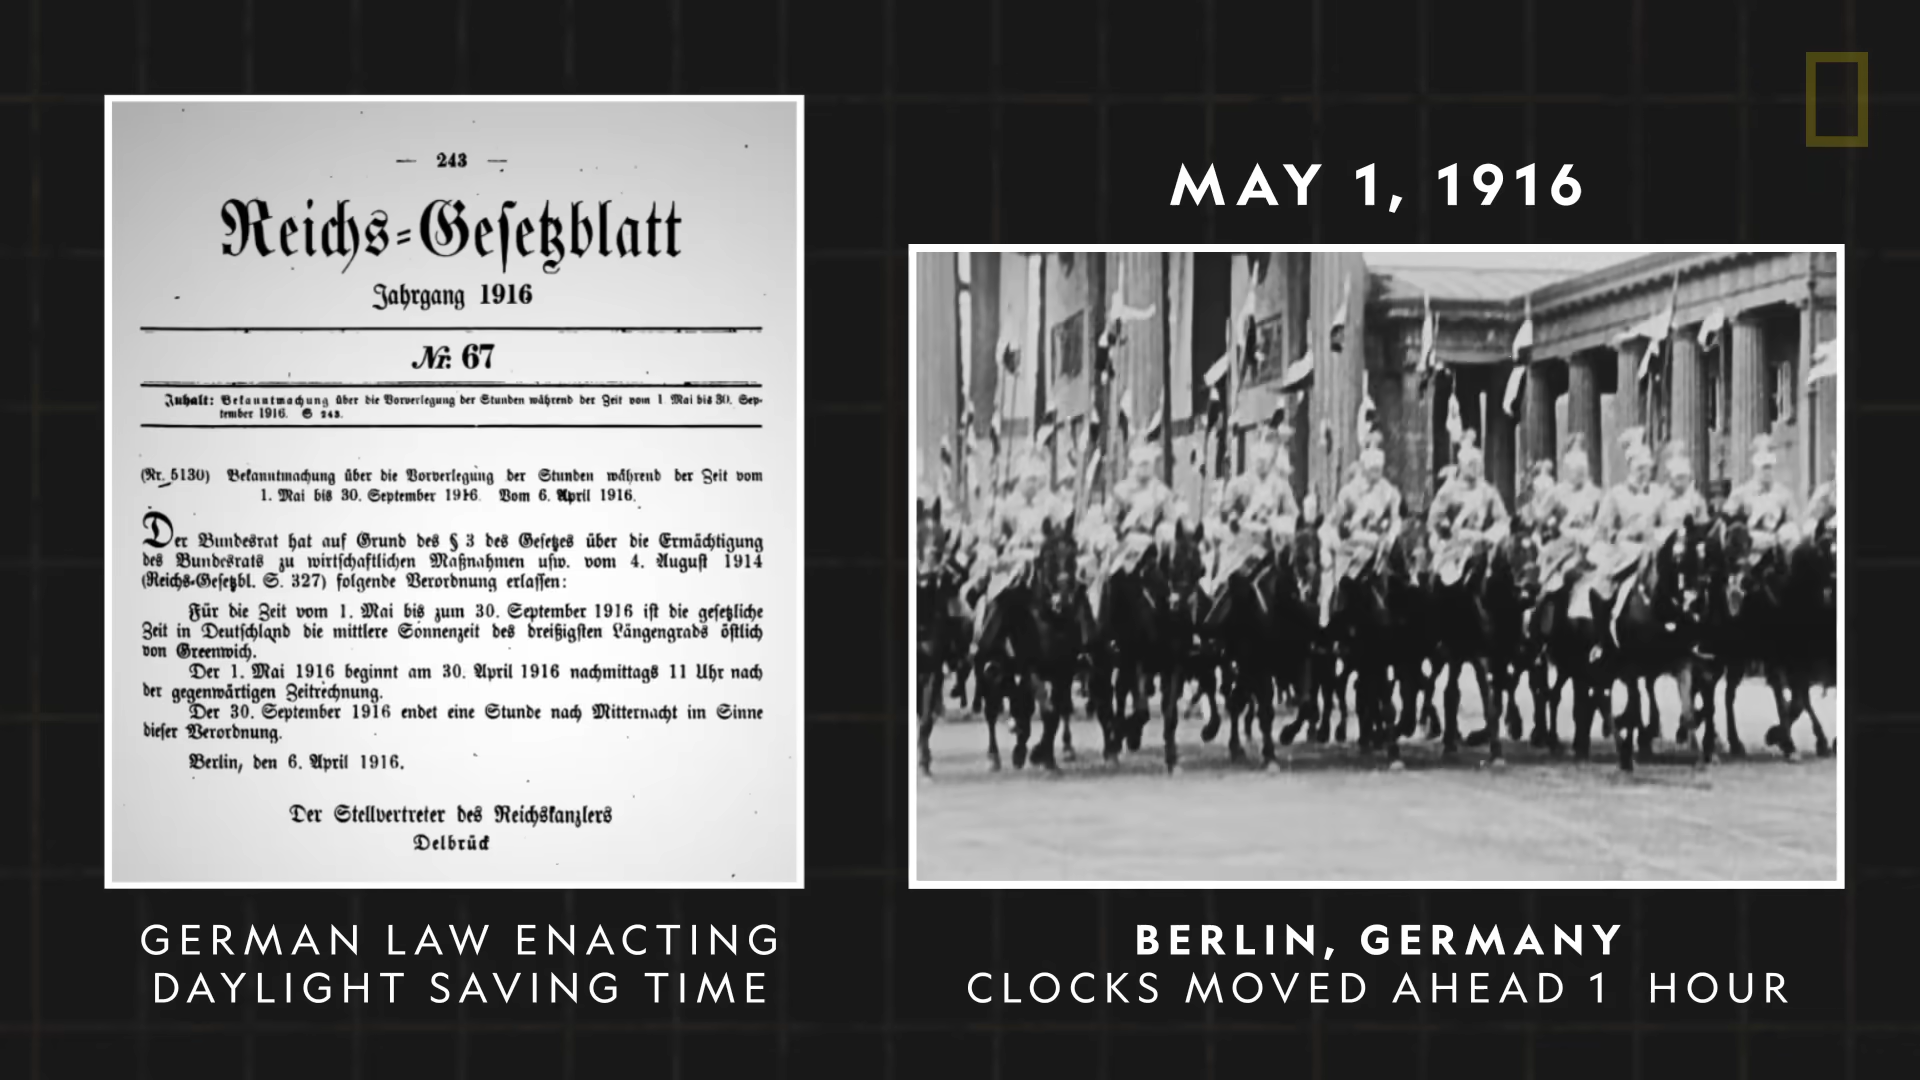 — 243 —
Reichs-Gesetzblatt
Jahrgang 1916
Nr. 67
Inhalt: Bekanntmachung über die Vorverlegung der Stunden während der Zeit vom 1. Mai bis 30. Sep-
tember 1916. S 243.
(Nr. 5130) Bekanntmachung über die Vorverlegung der Stunden während der Zeit vom
1. Mai bis 30. September 1916. Vom 6. April 1916.
Der Bundesrat hat auf Grund des § 3 des Gesetzes über die Ermächtigung
des Bundesrats zu wirtschaftlichen Maßnahmen usw. vom 4. August 1914
(Reichs-Gesetzbl. S. 327) folgende Verordnung erlassen:
Für die Zeit vom 1. Mai bis zum 30. September 1916 ist die gesetzliche
Zeit in Deutschland die mittlere Sonnenzeit des dreißigsten Längengrads östlich
von Greenwich.
Der 1. Mai 1916 beginnt am 30. April 1916 nachmittags 11 Uhr nach
der gegenwärtigen Zeitrechnung.
Der 30. September 1916 endet eine Stunde nach Mitternacht im Sinne
dieser Verordnung.
Berlin, den 6. April 1916.
Der Stellvertreter des Reichskanzlers
Delbrück
GERMAN LAW ENACTING
DAYLIGHT SAVING TIME
MAY 1, 1916
BERLIN, GERMANY
CLOCKS MOVED AHEAD 1 HOUR